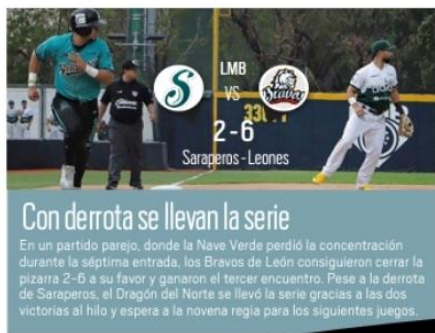 LMB
VS
S
Bravos
33
2-6
Saraperos - Leones
Con derrota se llevan la serie
En un partido parejo, donde la Nave Verde perdió la concentración
durante la séptima entrada, los Bravos de León consiguieron cerrar la
pizarra 2-6 a su favor y ganaron el tercer encuentro. Pese a la derrota
de Saraperos, el Dragón del Norte se llevó la serie gracias a las dos
victorias al hilo y espera a la novena regia para los siguientes juegos.